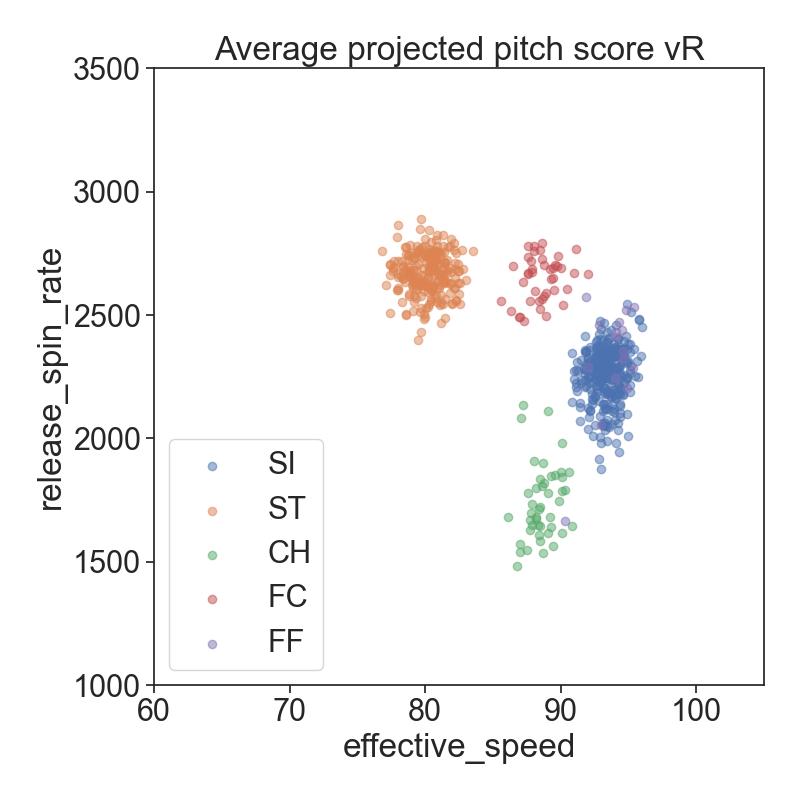 Average projected pitch score vR
release_spin_rate
3500
3000
2500
2000
1500
1000
SI
ST
CH
FC
FF
60
70
80
90
100
effective_speed